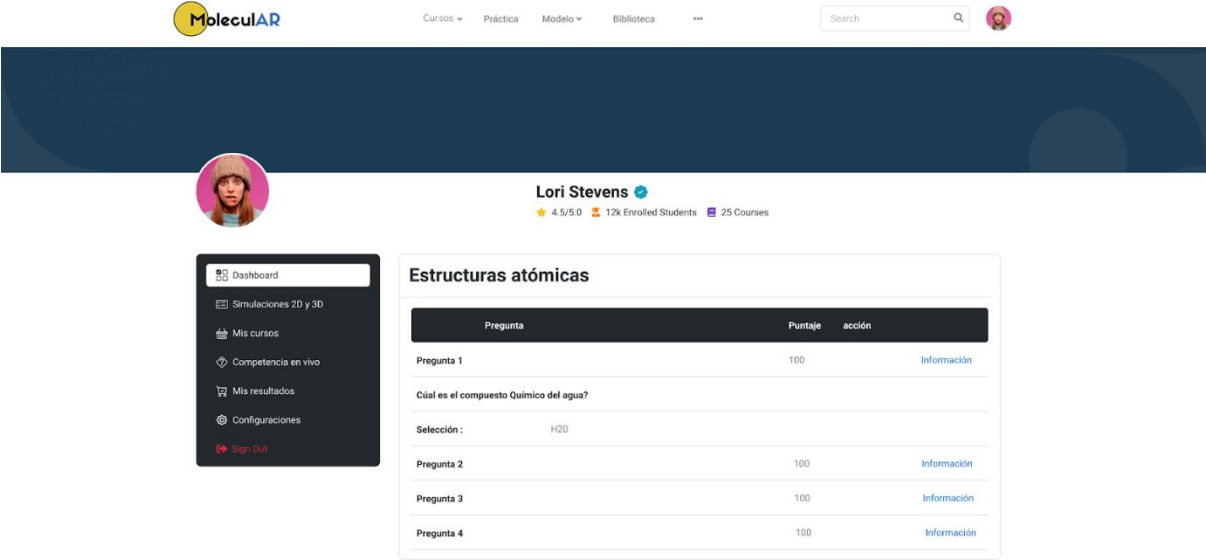 MoleculAR
Cursos Práctica Modelo Biblioteca ••• Search
Lori Stevens
4.5/5.0 12k Enrolled Students 25 Courses
Dashboard
Simulaciones 2D y 3D
Mis cursos
Competencia en vivo
Mis resultados
Configuraciones
Sign Out
Estructuras atómicas
Pregunta Puntaje acción
Pregunta 1 100 Información
Cúal es el compuesto Químico del agua?
Selección : H20
Pregunta 2 100 Información
Pregunta 3 100 Información
Pregunta 4 100 Información